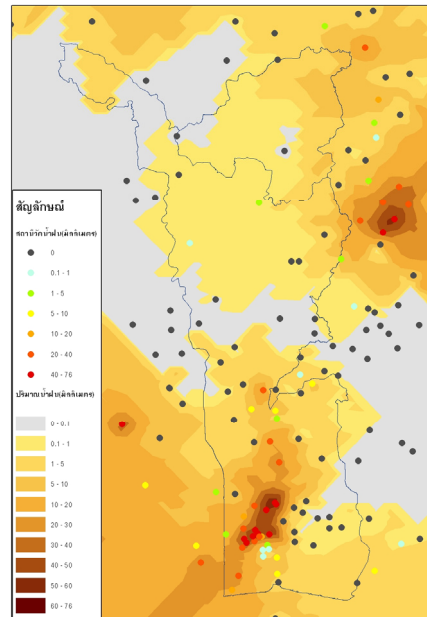 สัญลักษณ์
สถานีวัดน้ำฝน(มิลลิเมตร)
0
0.1 - 1
1 - 5
5 - 10
10 - 20
20 - 40
40 - 76
ปริมาณน้ำฝน(มิลลิเมตร)
0 - 0.1
0.1 - 1
1 - 5
5 - 10
10 - 20
20 - 30
30 - 40
40 - 50
50 - 60
60 - 76